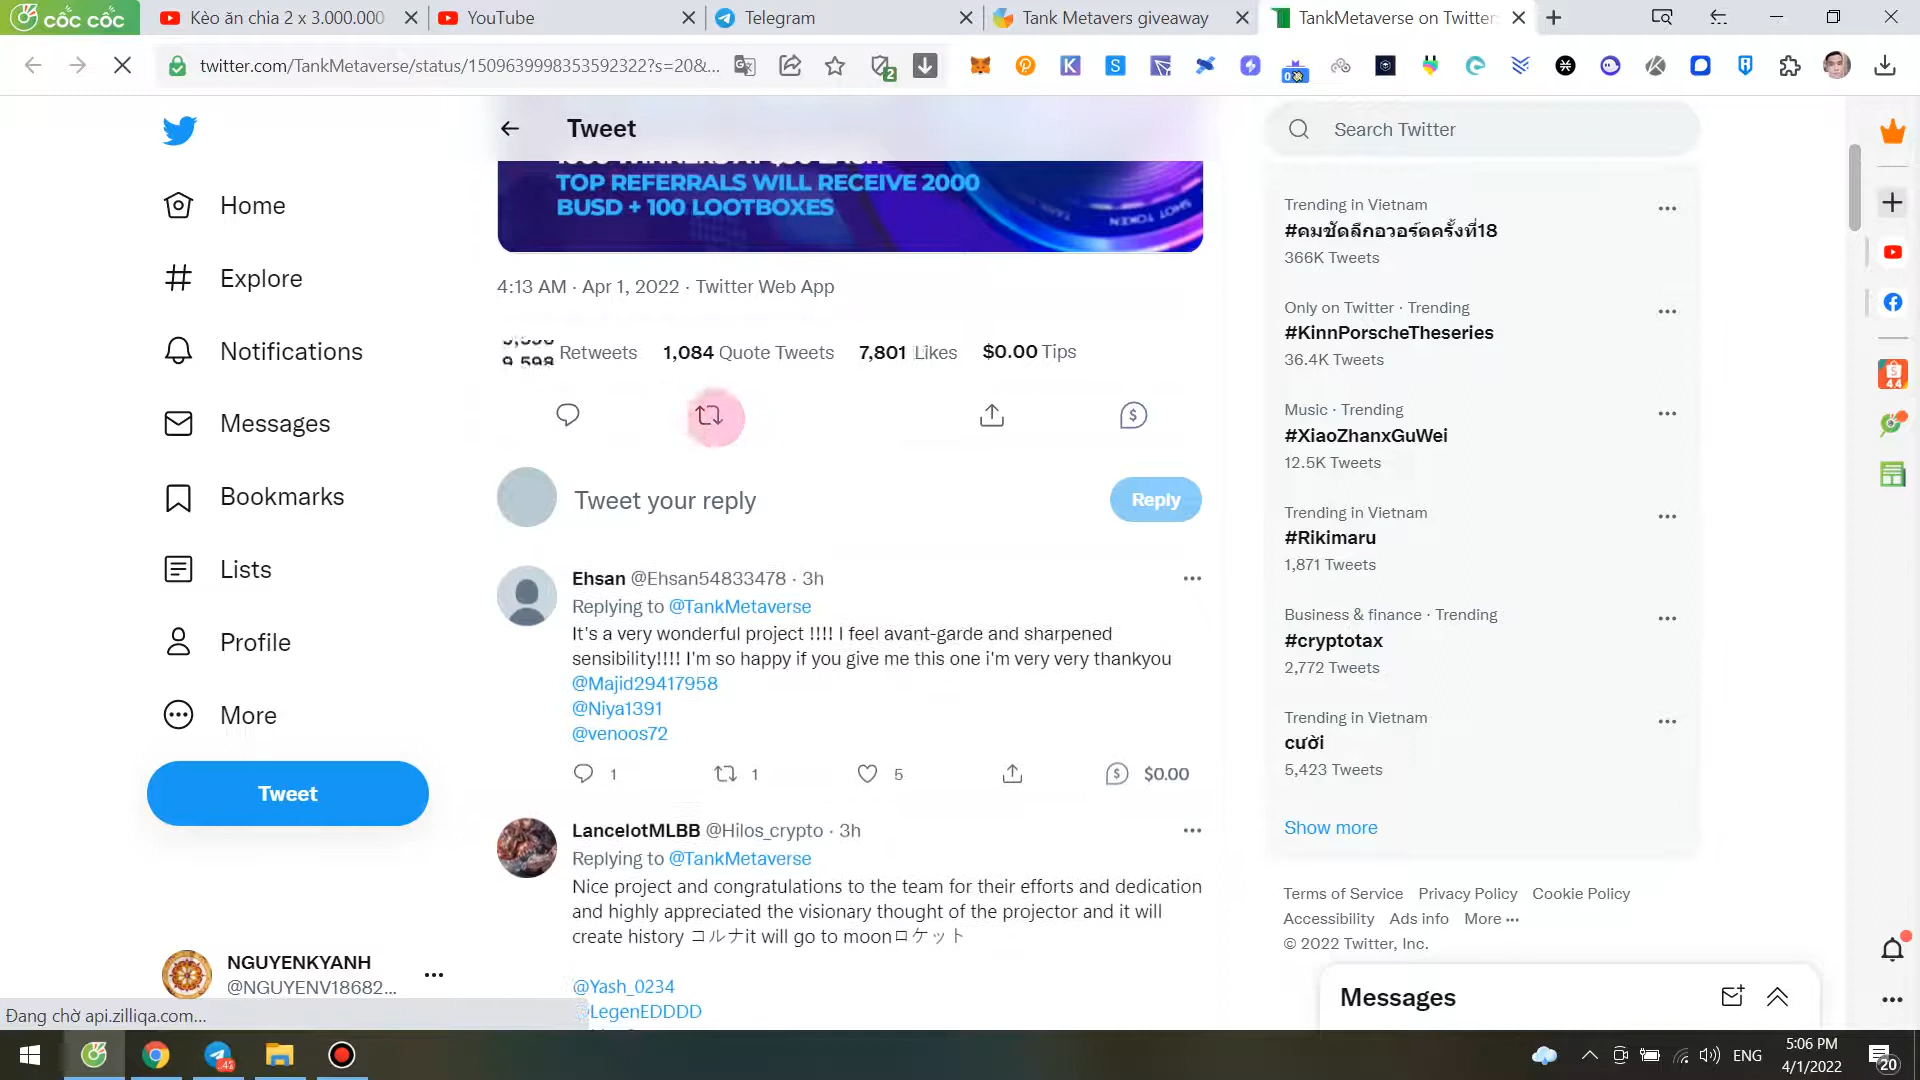 cốc cốc
Kèo ăn chia 2 x 3.000.000
YouTube
Telegram
Tank Metavers giveaway
TankMetaverse on Twitter:
twitter.com/TankMetaverse/status/1509639998353592322?s=20&...
2
0
Tweet
Search Twitter
TOP REFERRALS WILL RECEIVE 2000
BUSD + 100 LOOTBOXES
SHOT TOKEN
4:13 AM · Apr 1, 2022 · Twitter Web App
9,598 Retweets 1,084 Quote Tweets 7,801 Likes $0.00 Tips
Tweet your reply
Reply
Ehsan @Ehsan54833478 · 3h
Replying to @TankMetaverse
It's a very wonderful project !!!! I feel avant-garde and sharpened
sensibility!!!! I'm so happy if you give me this one i'm very very thankyou
@Majid29417958
@Niya1391
@venoos72
1 1 5 $0.00
LancelotMLBB @Hilos_crypto · 3h
Replying to @TankMetaverse
Nice project and congratulations to the team for their efforts and dedication
and highly appreciated the visionary thought of the projector and it will
create history コルナit will go to moonロケット
@Yash_0234
@LegenEDDDD
Home
Explore
Notifications
Messages
Bookmarks
Lists
Profile
More
Tweet
NGUYENKYANH
@NGUYENV18682...
Trending in Vietnam
#คมชัดลึกอวอร์ดครั้งที่18
366K Tweets
Only on Twitter · Trending
#KinnPorscheTheseries
36.4K Tweets
Music · Trending
#XiaoZhanxGuWei
12.5K Tweets
Trending in Vietnam
#Rikimaru
1,871 Tweets
Business & finance · Trending
#cryptotax
2,772 Tweets
Trending in Vietnam
cười
5,423 Tweets
Show more
Terms of Service Privacy Policy Cookie Policy
Accessibility Ads info More ···
© 2022 Twitter, Inc.
Messages
4.4
Đang chờ api.zilliqa.com...
ENG
5:06 PM
4/1/2022
20